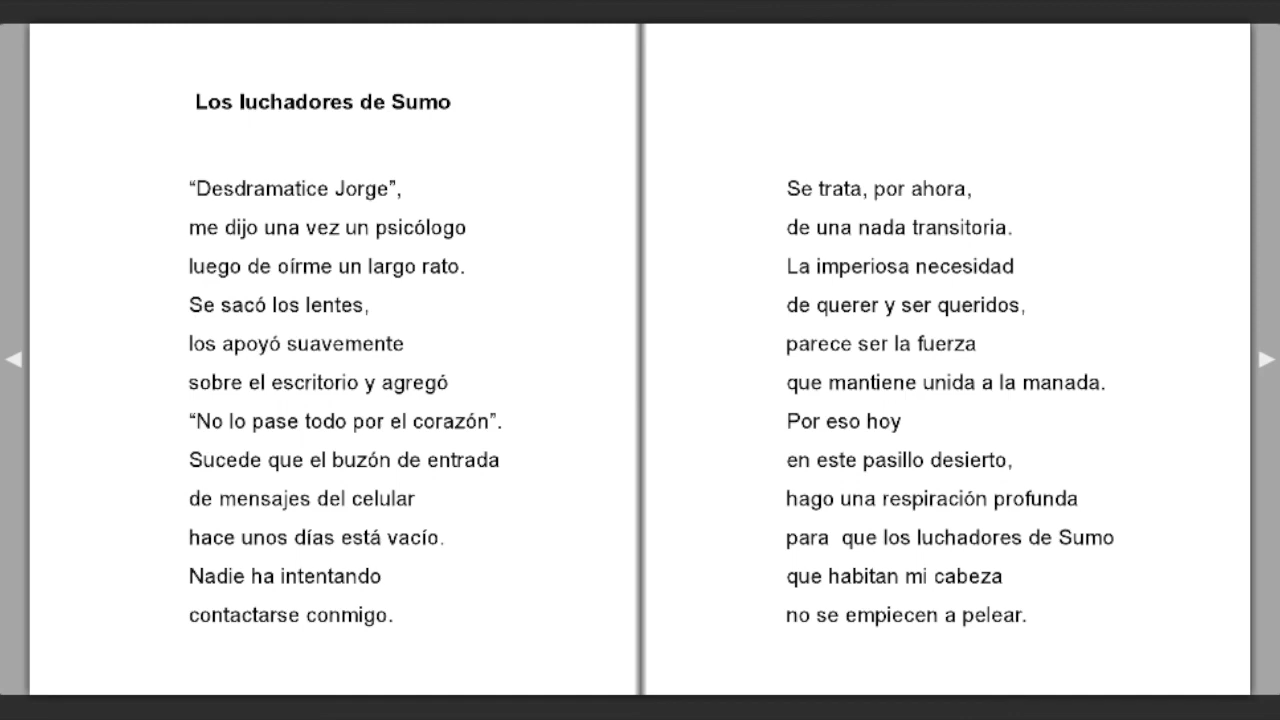 Los luchadores de Sumo
“Desdramatice Jorge”,
me dijo una vez un psicólogo
luego de oírme un largo rato.
Se sacó los lentes,
los apoyó suavemente
sobre el escritorio y agregó
“No lo pase todo por el corazón”.
Sucede que el buzón de entrada
de mensajes del celular
hace unos días está vacío.
Nadie ha intentando
contactarse conmigo.
Se trata, por ahora,
de una nada transitoria.
La imperiosa necesidad
de querer y ser queridos,
parece ser la fuerza
que mantiene unida a la manada.
Por eso hoy
en este pasillo desierto,
hago una respiración profunda
para  que los luchadores de Sumo
que habitan mi cabeza
no se empiecen a pelear.